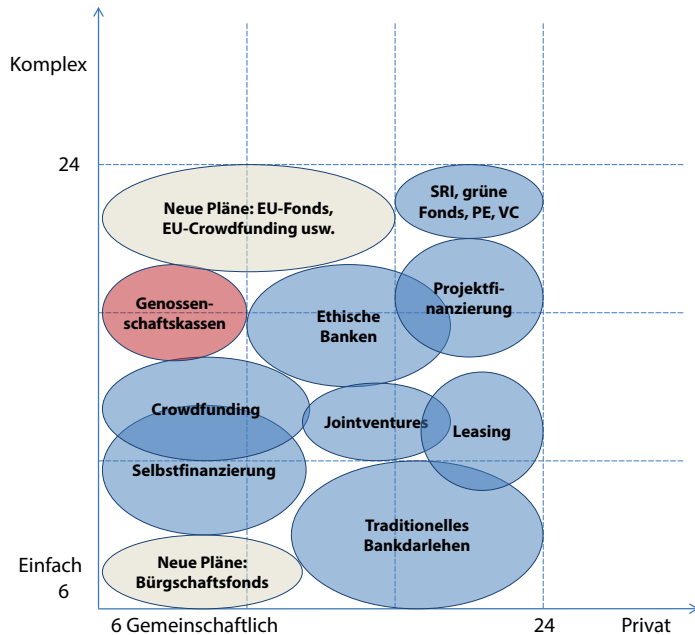 Komplex
24
SRI, grüne
Fonds, PE, VC
Neue Pläne: EU-Fonds,
EU-Crowdfunding usw.
Genossen-
schaftskassen
Ethische
Banken
Projektfi-
nanzierung
Crowdfunding
Jointventures
Leasing
Selbstfinanzierung
Traditionelles
Bankdarlehen
Neue Pläne:
Bürgschaftsfonds
Einfach
6
6 Gemeinschaftlich
24
Privat